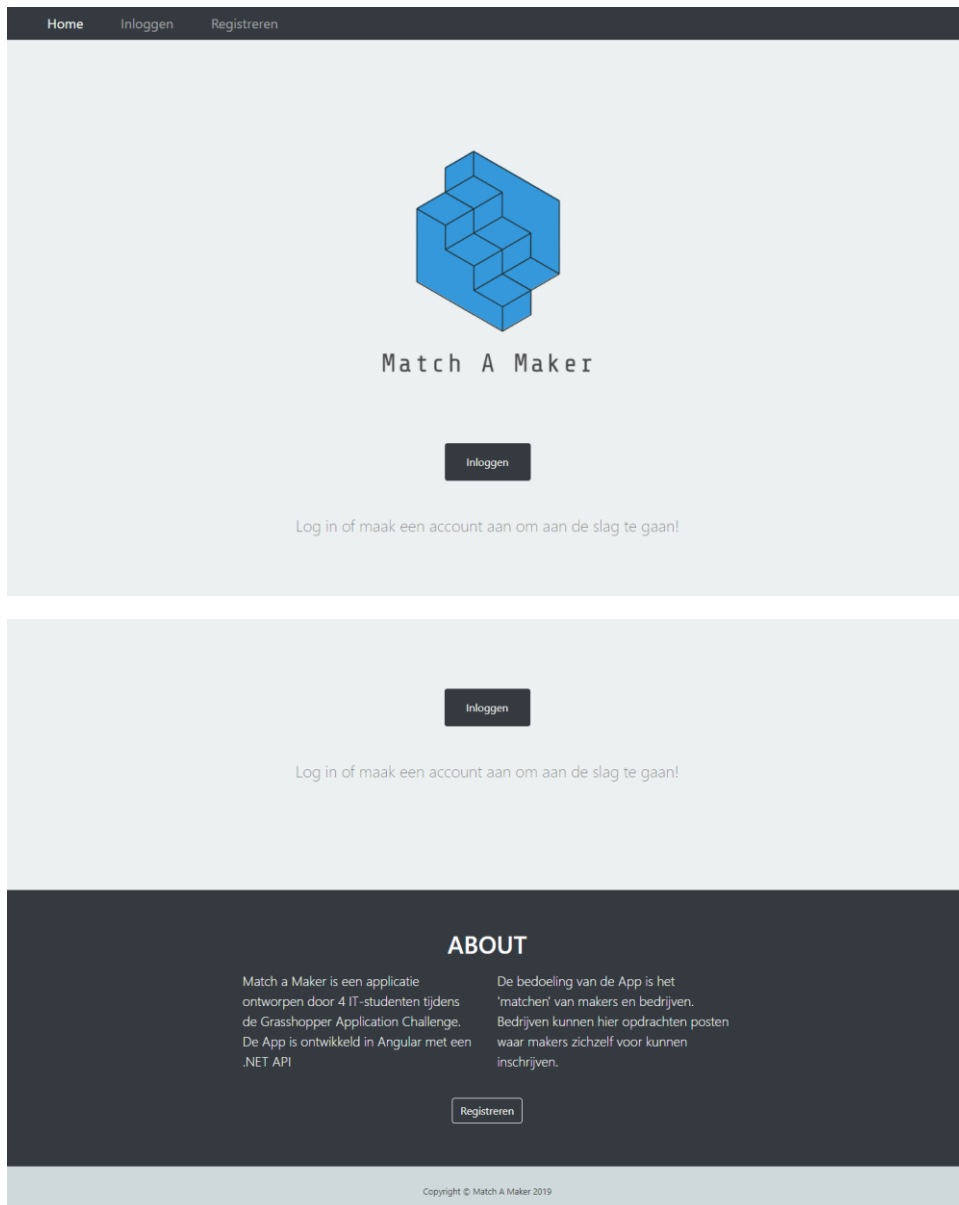 Home Inloggen Registreren
Match A Maker
Inloggen
Log in of maak een account aan om aan de slag te gaan!
Inloggen
Log in of maak een account aan om aan de slag te gaan!
ABOUT
Match a Maker is een applicatie
ontworpen door 4 IT-studenten tijdens
de Grasshopper Application Challenge.
De App is ontwikkeld in Angular met een
.NET API
De bedoeling van de App is het
'matchen' van makers en bedrijven.
Bedrijven kunnen hier opdrachten posten
waar makers zichzelf voor kunnen
inschrijven.
Registreren
Copyright © Match A Maker 2019